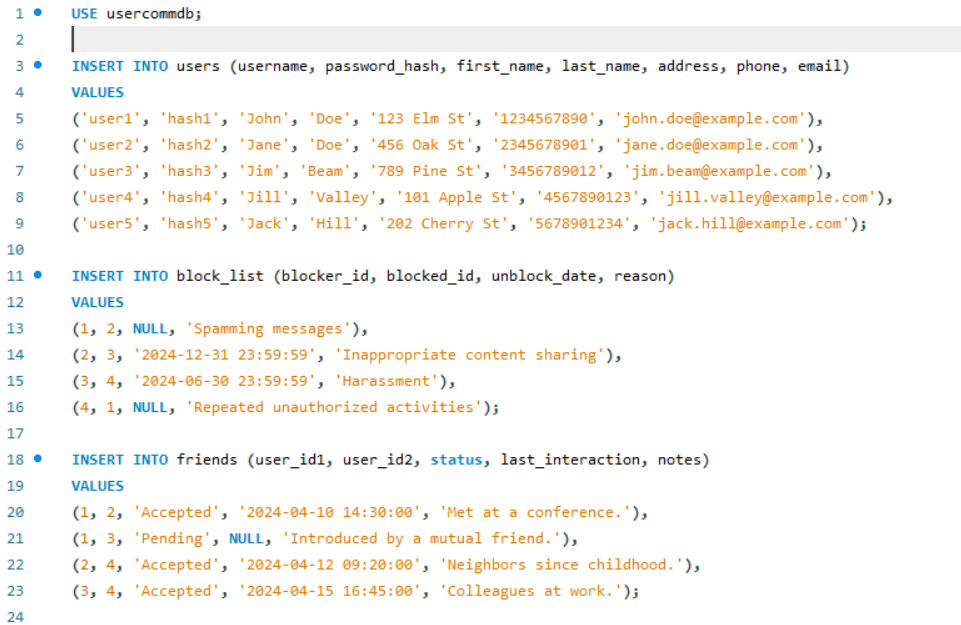 1 USE usercommdb;
2
3 INSERT INTO users (username, password_hash, first_name, last_name, address, phone, email)
4 VALUES
5 ('user1', 'hash1', 'John', 'Doe', '123 Elm St', '1234567890', 'john.doe@example.com'),
6 ('user2', 'hash2', 'Jane', 'Doe', '456 Oak St', '2345678901', 'jane.doe@example.com'),
7 ('user3', 'hash3', 'Jim', 'Beam', '789 Pine St', '3456789012', 'jim.beam@example.com'),
8 ('user4', 'hash4', 'Jill', 'Valley', '101 Apple St', '4567890123', 'jill.valley@example.com'),
9 ('user5', 'hash5', 'Jack', 'Hill', '202 Cherry St', '5678901234', 'jack.hill@example.com');
10
11 INSERT INTO block_list (blocker_id, blocked_id, unblock_date, reason)
12 VALUES
13 (1, 2, NULL, 'Spamming messages'),
14 (2, 3, '2024-12-31 23:59:59', 'Inappropriate content sharing'),
15 (3, 4, '2024-06-30 23:59:59', 'Harassment'),
16 (4, 1, NULL, 'Repeated unauthorized activities');
17
18 INSERT INTO friends (user_id1, user_id2, status, last_interaction, notes)
19 VALUES
20 (1, 2, 'Accepted', '2024-04-10 14:30:00', 'Met at a conference.'),
21 (1, 3, 'Pending', NULL, 'Introduced by a mutual friend.'),
22 (2, 4, 'Accepted', '2024-04-12 09:20:00', 'Neighbors since childhood.'),
23 (3, 4, 'Accepted', '2024-04-15 16:45:00', 'Colleagues at work.');
24